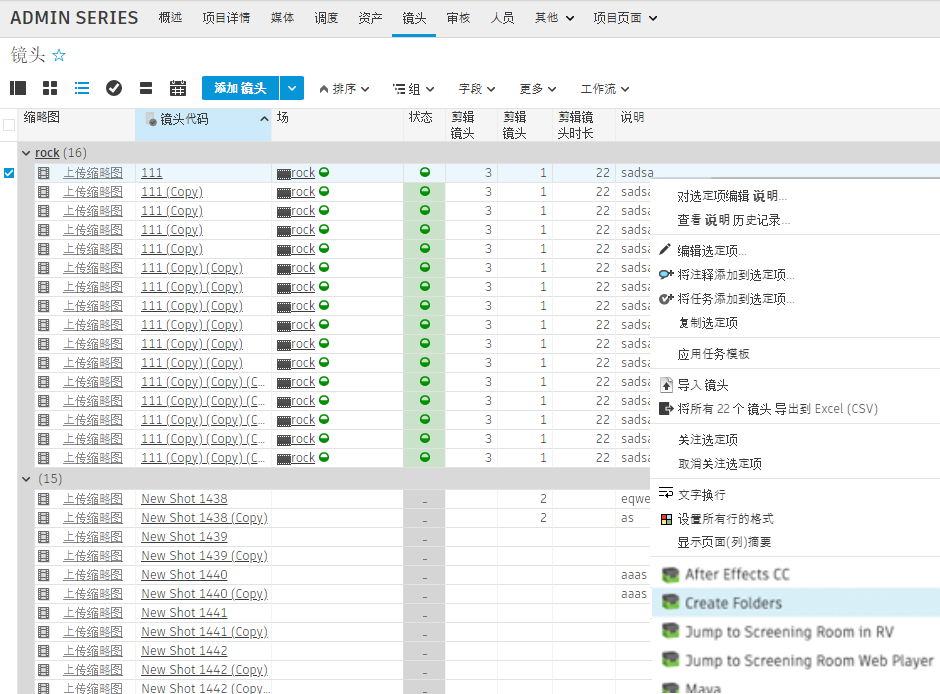 ADMIN SERIES 概述 项目详情 媒体 调度 资产 镜头 审核 人员 其他 项目页面
镜头
添加 镜头 排序 组 字段 更多 工作流
缩略图 镜头代码 场 状态 剪辑镜头 剪辑镜头 剪辑镜头时长 说明
rock (16)
上传缩略图 111 rock 3 1 22 sadsa
上传缩略图 111 (Copy) rock 3 1 22 sadsa
上传缩略图 111 (Copy) rock 3 1 22 sadsa
上传缩略图 111 (Copy) rock 3 1 22 sadsa
上传缩略图 111 (Copy) rock 3 1 22 sadsa
上传缩略图 111 (Copy) (Copy) rock 3 1 22 sadsa
上传缩略图 111 (Copy) (Copy) rock 3 1 22 sadsa
上传缩略图 111 (Copy) (Copy) rock 3 1 22 sadsa
上传缩略图 111 (Copy) (Copy) rock 3 1 22 sadsa
上传缩略图 111 (Copy) (Copy) rock 3 1 22 sadsa
上传缩略图 111 (Copy) (Copy) rock 3 1 22 sadsa
上传缩略图 111 (Copy) (Copy) (C... rock 3 1 22 sadsa
上传缩略图 111 (Copy) (Copy) (C... rock 3 1 22 sadsa
上传缩略图 111 (Copy) (Copy) (C... rock 3 1 22 sadsa
上传缩略图 111 (Copy) (Copy) (C... rock 3 1 22 sadsa
上传缩略图 111 (Copy) (Copy) (C... rock 3 1 22 sadsa
(15)
上传缩略图 New Shot 1438 - 2 eqwe
上传缩略图 New Shot 1438 (Copy) - 2 as
上传缩略图 New Shot 1439 -
上传缩略图 New Shot 1439 (Copy) -
上传缩略图 New Shot 1440 - aaas
上传缩略图 New Shot 1440 (Copy) - aaas
上传缩略图 New Shot 1441 -
上传缩略图 New Shot 1441 (Copy) -
上传缩略图 New Shot 1442 -
上传缩略图 New Shot 1442 (Copy) -
上传缩略图 New Shot 1442 (Copy... -
对选定项编辑 说明...
查看 说明 历史记录...
编辑选定项...
将注释添加到选定项...
将任务添加到选定项...
复制选定项
应用任务模板
导入 镜头
将所有 22 个 镜头 导出到 Excel (CSV)
关注选定项
取消关注选定项
文字换行
设置所有行的格式
显示页面(列)摘要
After Effects CC
Create Folders
Jump to Screening Room in RV
Jump to Screening Room Web Player
Maya